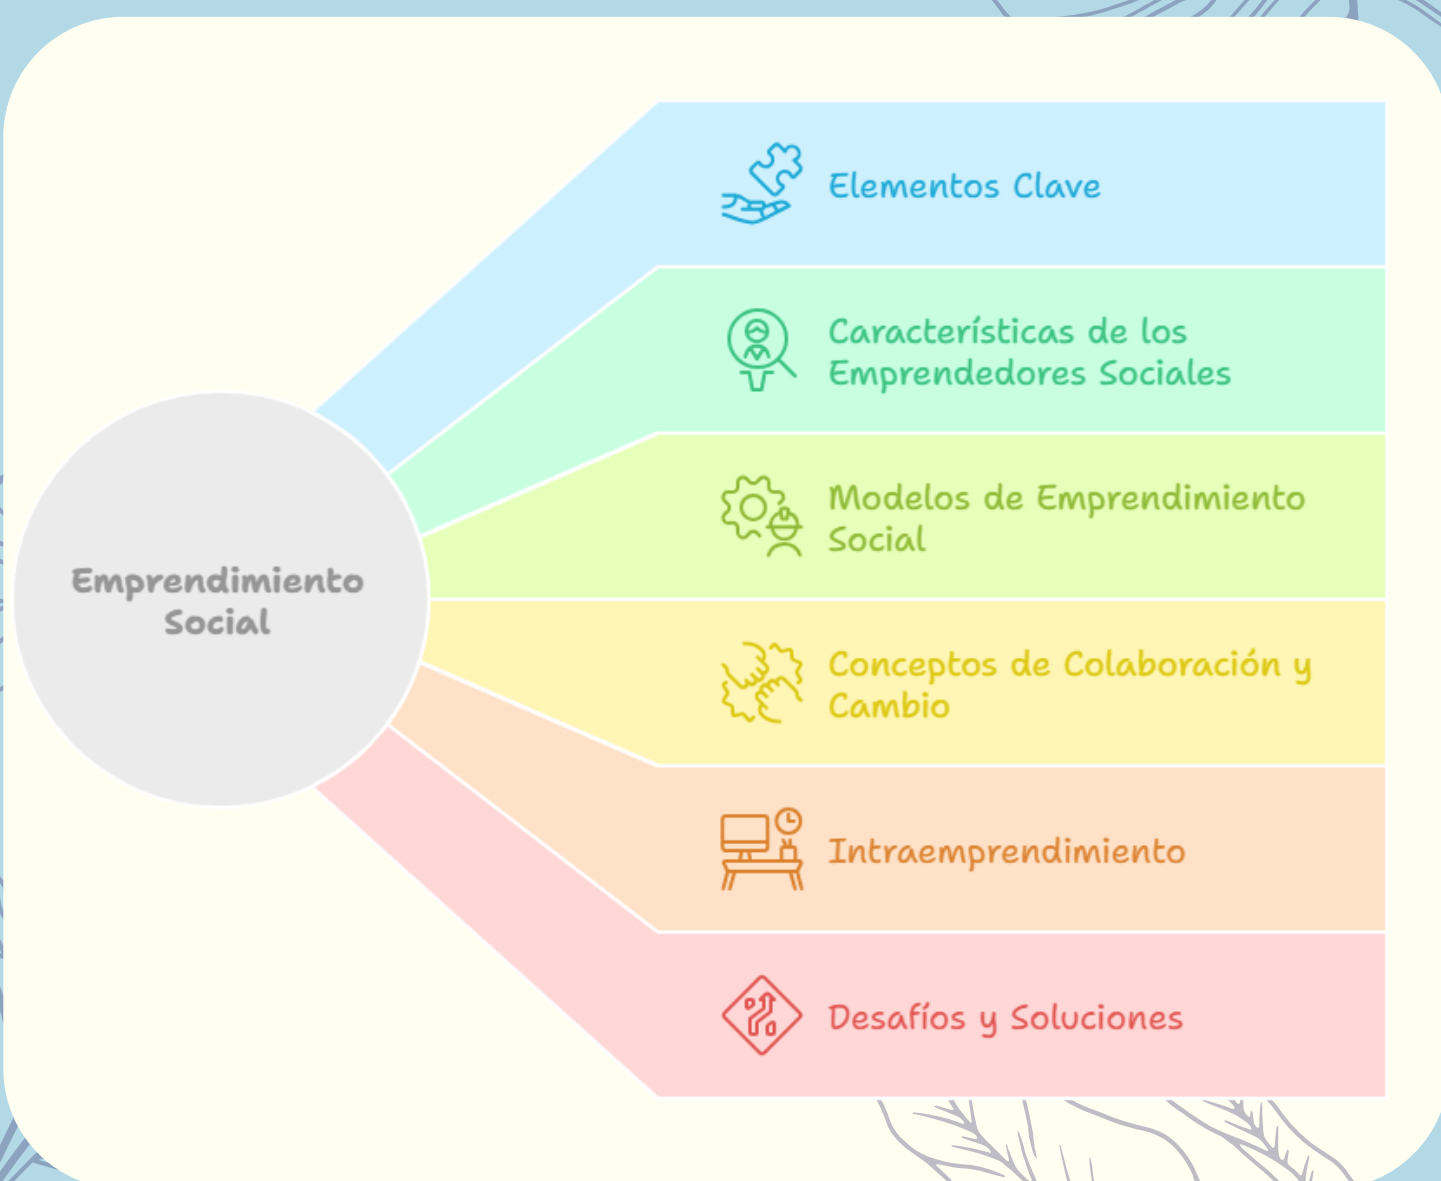 Elementos Clave
Características de los
Emprendedores Sociales
Modelos de Emprendimiento
Social
Emprendimiento
Social
Conceptos de Colaboración y
Cambio
Intraemprendimiento
Desafíos y Soluciones